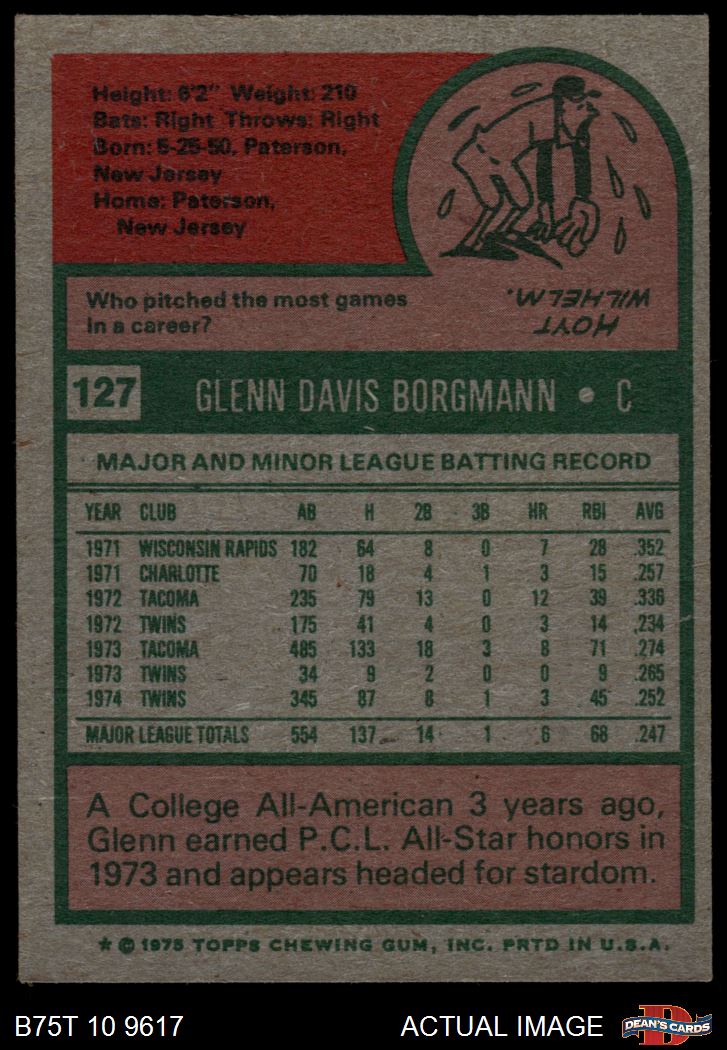 Height: 6'2" Weight: 210
Bats: Right Throws: Right
Born: 5-25-50, Paterson,
New Jersey
Home: Paterson,
New Jersey
Who pitched the most games
in a career?
HOYT
WILHELM.
127 GLENN DAVIS BORGMANN • C
MAJOR AND MINOR LEAGUE BATTING RECORD
YEAR CLUB AB H 2B 3B HR RBI AVG
1971 WISCONSIN RAPIDS 182 64 8 0 7 28 .352
1971 CHARLOTTE 70 18 4 1 3 15 .257
1972 TACOMA 235 79 13 0 12 39 .336
1972 TWINS 175 41 4 0 3 14 .234
1973 TACOMA 485 133 18 3 8 71 .274
1973 TWINS 34 9 2 0 0 9 .265
1974 TWINS 345 87 8 1 3 45 .252
MAJOR LEAGUE TOTALS 554 137 14 1 6 68 .247
A College All-American 3 years ago,
Glenn earned P.C.L. All-Star honors in
1973 and appears headed for stardom.
★ © 1975 TOPPS CHEWING GUM, INC. PRTD IN U.S.A.
B75T 10 9617 ACTUAL IMAGE D DEAN'S CARDS